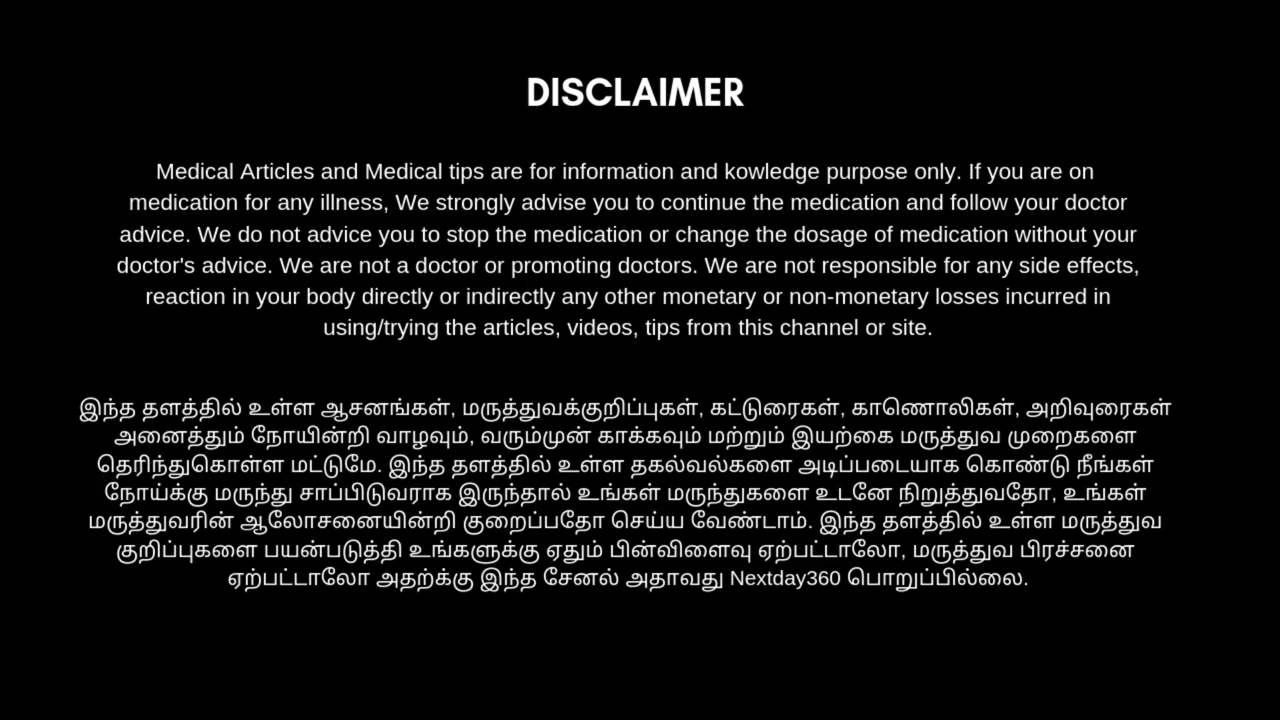 DISCLAIMER
Medical Articles and Medical tips are for information and kowledge purpose only. If you are on
medication for any illness, We strongly advise you to continue the medication and follow your doctor
advice. We do not advice you to stop the medication or change the dosage of medication without your
doctor's advice. We are not a doctor or promoting doctors. We are not responsible for any side effects,
reaction in your body directly or indirectly any other monetary or non-monetary losses incurred in
using/trying the articles, videos, tips from this channel or site.
இந்த தளத்தில் உள்ள ஆசனங்கள், மருத்துவக்குறிப்புகள், கட்டுரைகள், காணொலிகள், அறிவுரைகள்
அனைத்தும் நோயின்றி வாழவும், வரும்முன் காக்கவும் மற்றும் இயற்கை மருத்துவ முறைகளை
தெரிந்துகொள்ள மட்டுமே. இந்த தளத்தில் உள்ள தகல்வல்களை அடிப்படையாக கொண்டு நீங்கள்
நோய்க்கு மருந்து சாப்பிடுவராக இருந்தால் உங்கள் மருந்துகளை உடனே நிறுத்துவதோ, உங்கள்
மருத்துவரின் ஆலோசனையின்றி குறைப்பதோ செய்ய வேண்டாம். இந்த தளத்தில் உள்ள மருத்துவ
குறிப்புகளை பயன்படுத்தி உங்களுக்கு ஏதும் பின்விளைவு ஏற்பட்டாலோ, மருத்துவ பிரச்சனை
ஏற்பட்டாலோ அதற்க்கு இந்த சேனல் அதாவது Nextday360 பொறுப்பில்லை.